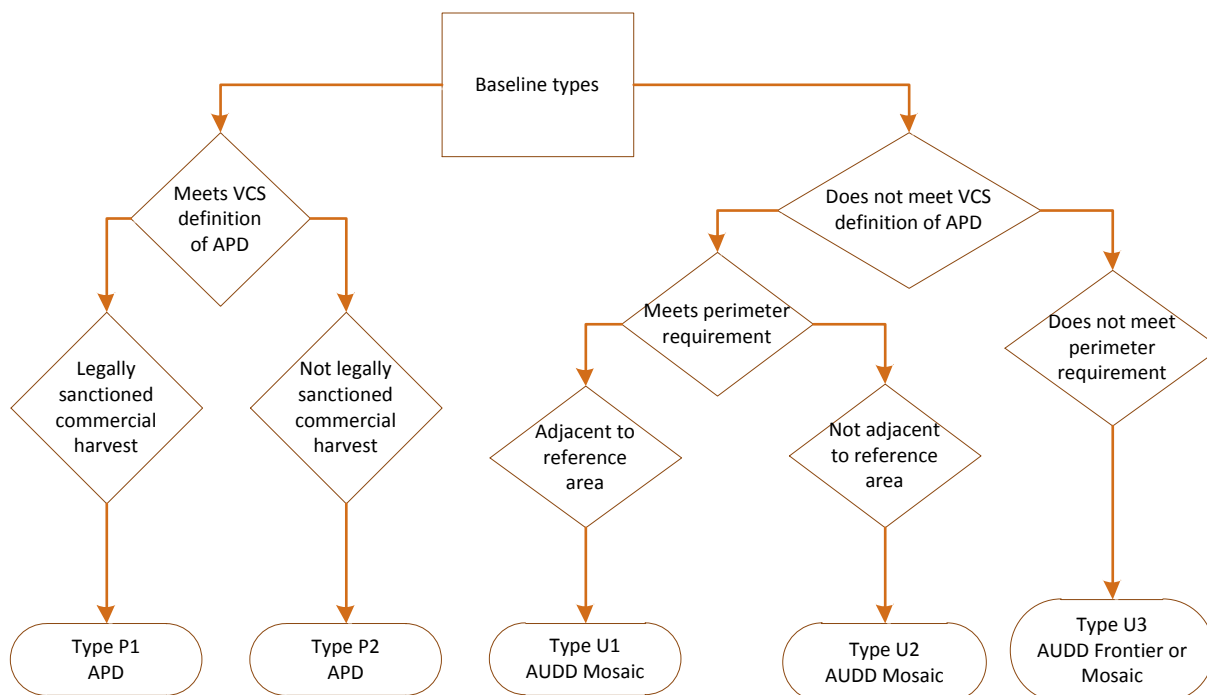 Baseline types
Meets VCS
definition
of APD
Does not meet VCS
definition of APD
Meets perimeter
requirement
Does not meet
perimeter
requirement
Legally
sanctioned
commercial
harvest
Not legally
sanctioned
commercial
harvest
Adjacent to
reference
area
Not adjacent
to reference
area
Type P1
APD
Type P2
APD
Type U1
AUDD Mosaic
Type U2
AUDD Mosaic
Type U3
AUDD Frontier or
Mosaic